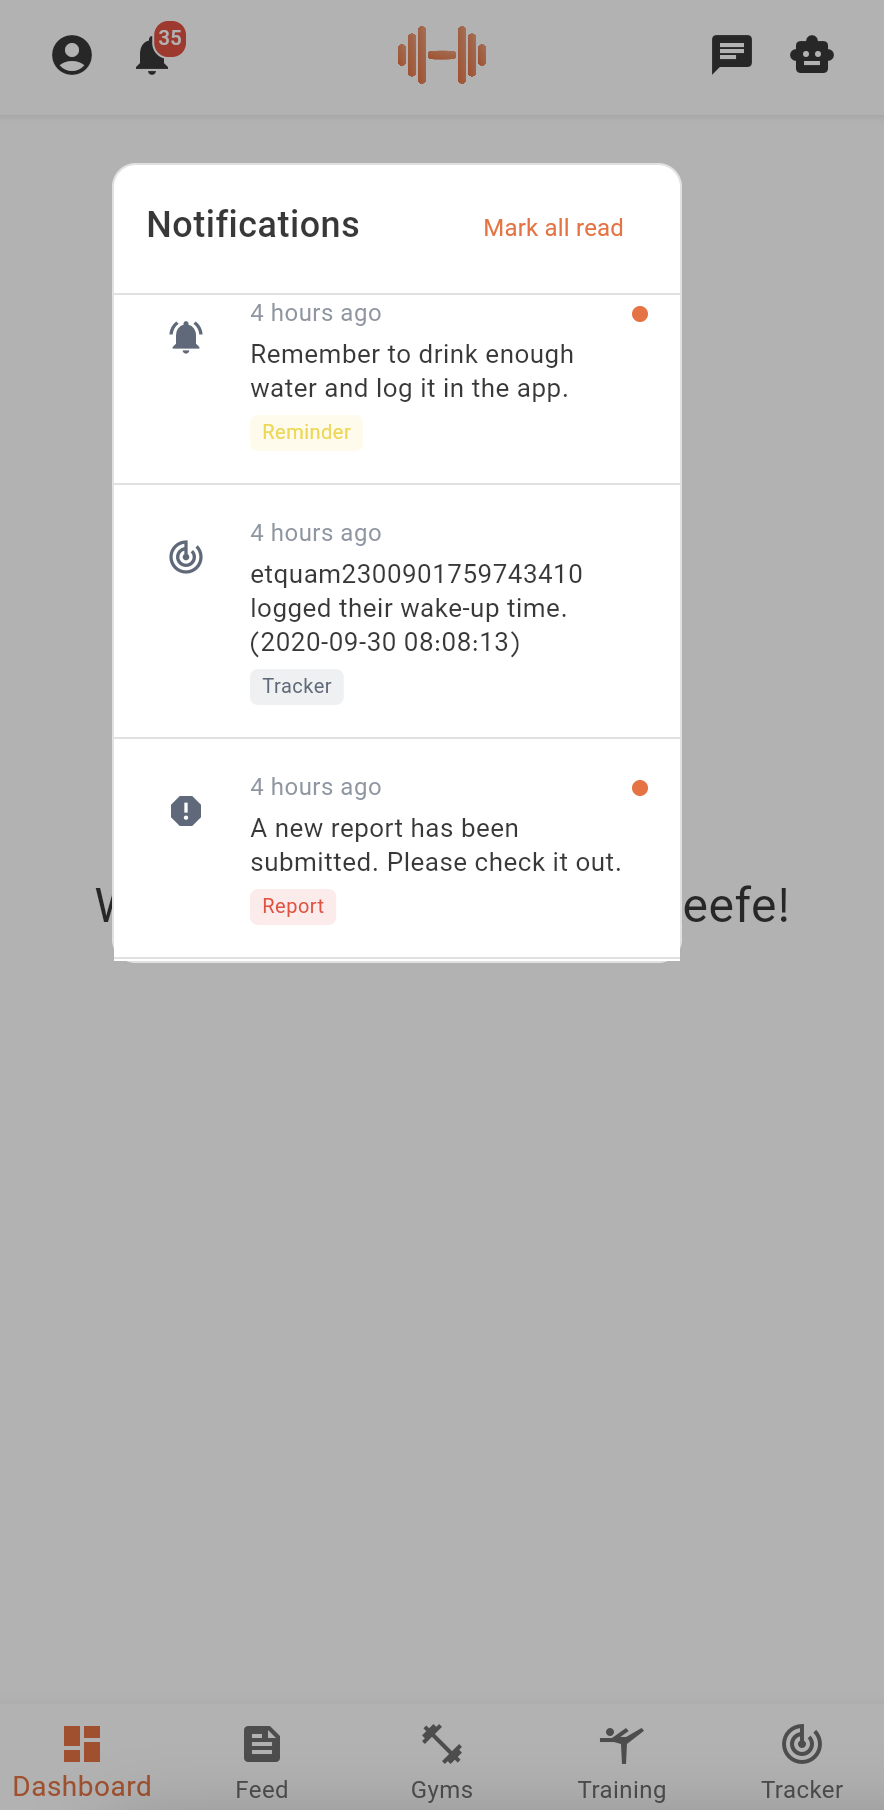 35
Notifications
Mark all read
4 hours ago
Remember to drink enough
water and log it in the app.
Reminder
4 hours ago
etquam2300901759743410
logged their wake-up time.
(2020-09-30 08:08:13)
Tracker
4 hours ago
A new report has been
submitted. Please check it out.
Report
eefe!
Dashboard
Feed
Gyms
Training
Tracker